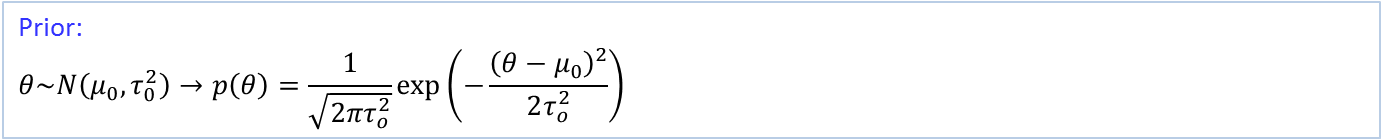 Prior:
θ~N(μ₀, τ₀²) → p(θ) = 1/√(2πτₒ²) exp(−(θ − μ₀)²/2τₒ²)